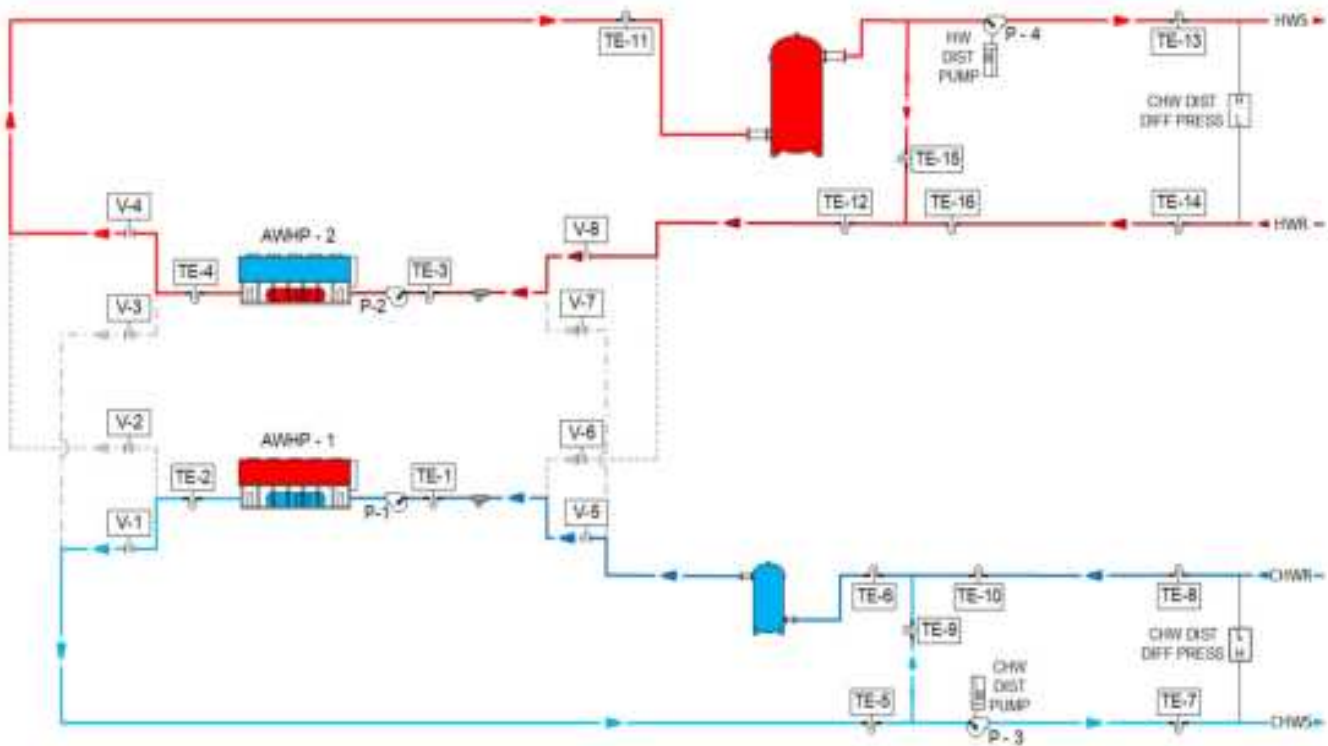 HWS
TE-11
P - 4
TE-13
HW
DIST
PUMP
CHW DIST
DIFF PRESS
H
L
TE-15
V-4
TE-12
TE-16
TE-14
HWR
AWHP - 2
V-8
TE-4
TE-3
P-2
V-3
V-7
V-2
AWHP - 1
V-6
TE-2
TE-1
P-1
V-1
V-5
CHWR
TE-6
TE-10
TE-8
TE-9
CHW DIST
DIFF PRESS
L
H
CHW
DIST
PUMP
TE-5
TE-7
P - 3
CHWS